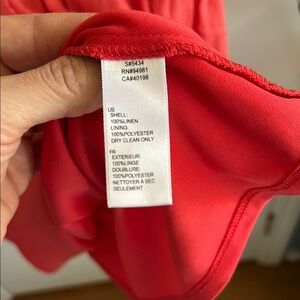 S#5434
RN#94981
CA#40198
US
SHELL:
100%LINEN
LINING:
100%POLYESTER
DRY CLEAN ONLY
FR
EXTERIEUR:
100%LINGE
DOUBLURE
100%POLYESTER
NETTOYER À SEC
SEULEMENT